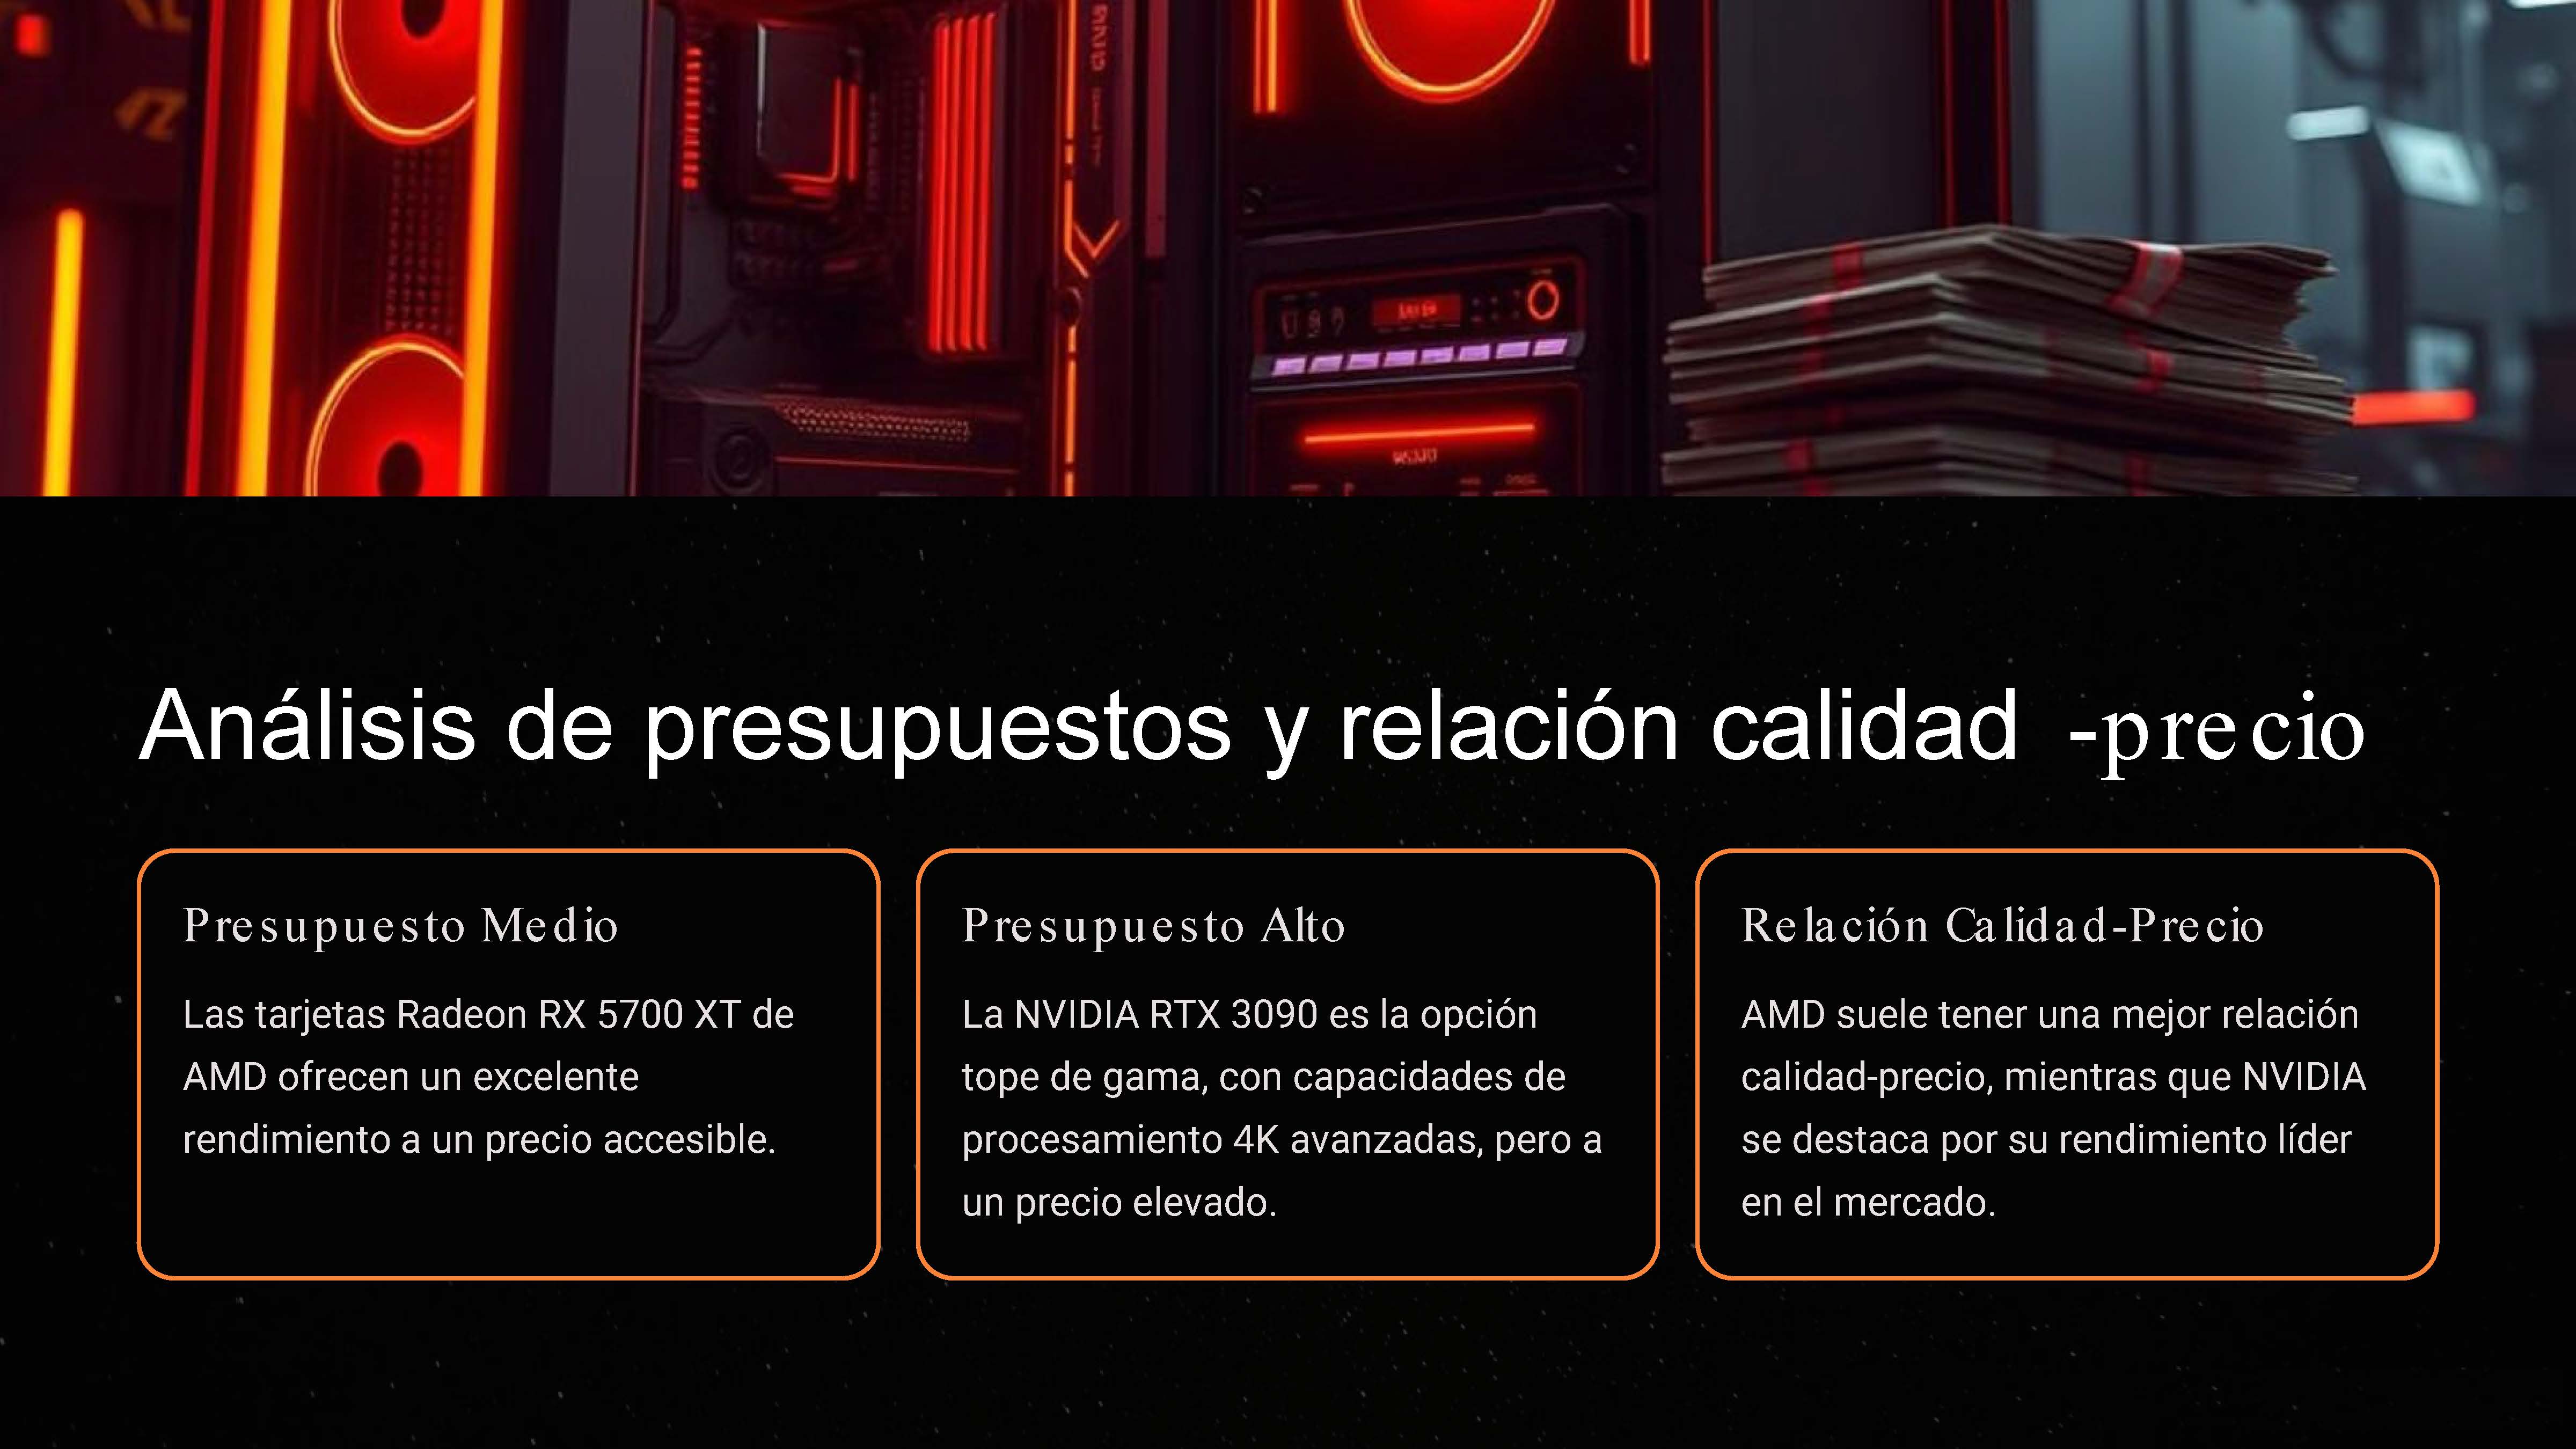 Análisis de presupuestos y relación calidad -precio
Presupuesto Medio
Las tarjetas Radeon RX 5700 XT de
AMD ofrecen un excelente
rendimiento a un precio accesible.
Presupuesto Alto
La NVIDIA RTX 3090 es la opción
tope de gama, con capacidades de
procesamiento 4K avanzadas, pero a
un precio elevado.
Relación Calidad-Precio
AMD suele tener una mejor relación
calidad-precio, mientras que NVIDIA
se destaca por su rendimiento líder
en el mercado.